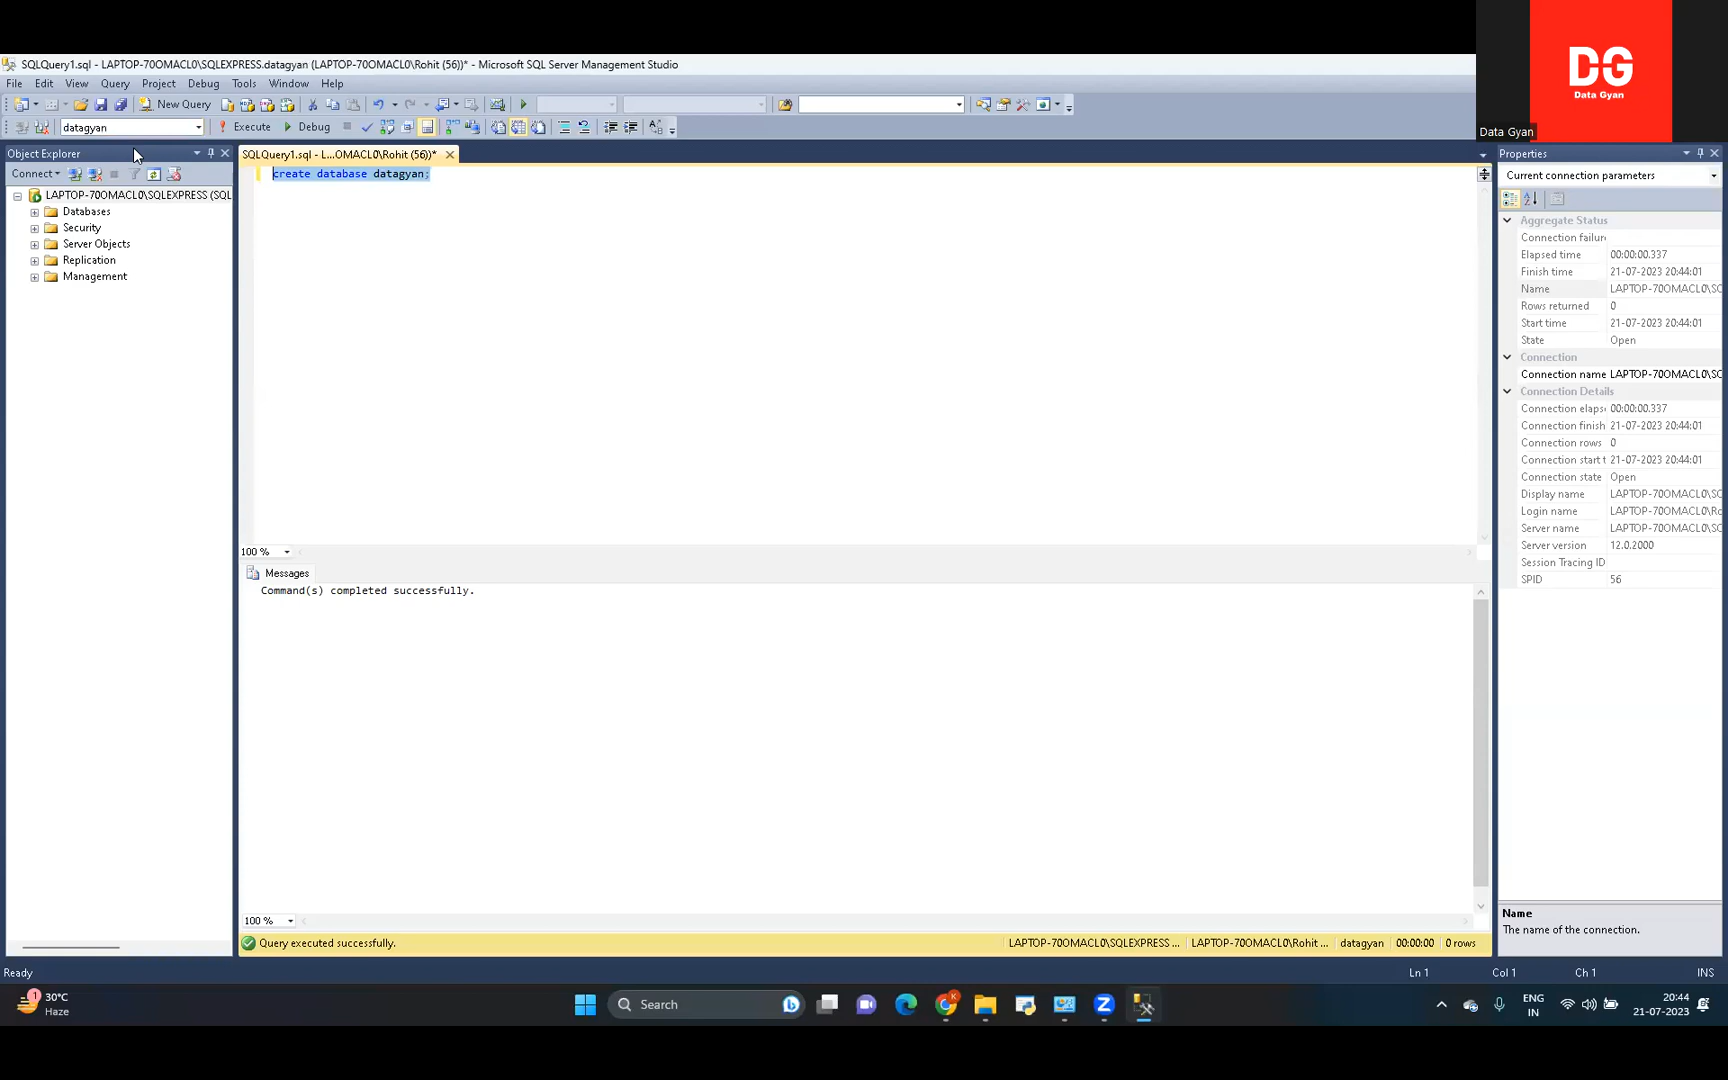 DG
Data Gyan
Data Gyan
SQLQuery1.sql - LAPTOP-70OMACL0\SQLEXPRESS.datagyan (LAPTOP-70OMACL0\Rohit (56))* - Microsoft SQL Server Management Studio
File Edit View Query Project Debug Tools Window Help
New Query
datagyan Execute Debug
Object Explorer
Connect
LAPTOP-70OMACL0\SQLEXPRESS (SQL
Databases
Security
Server Objects
Replication
Management
SQLQuery1.sql - L...OMACL0\Rohit (56))*
create database datagyan;
100 %
Messages
Command(s) completed successfully.
100 %
Query executed successfully. LAPTOP-70OMACL0\SQLEXPRESS ... LAPTOP-70OMACL0\Rohit ... datagyan 00:00:00 0 rows
Properties
Current connection parameters
Aggregate Status
Connection failur
Elapsed time 00:00:00.337
Finish time 21-07-2023 20:44:01
Name LAPTOP-70OMACL0\SQ
Rows returned 0
Start time 21-07-2023 20:44:01
State Open
Connection
Connection name LAPTOP-70OMACL0\SQ
Connection Details
Connection elaps 00:00:00.337
Connection finish 21-07-2023 20:44:01
Connection rows 0
Connection start t 21-07-2023 20:44:01
Connection state Open
Display name LAPTOP-70OMACL0\SQ
Login name LAPTOP-70OMACL0\Ro
Server name LAPTOP-70OMACL0\SQ
Server version 12.0.2000
Session Tracing ID
SPID 56
Name
The name of the connection.
Ready Ln 1 Col 1 Ch 1 INS
1
30°C
Haze
Search
K
ENG
IN
20:44
21-07-2023